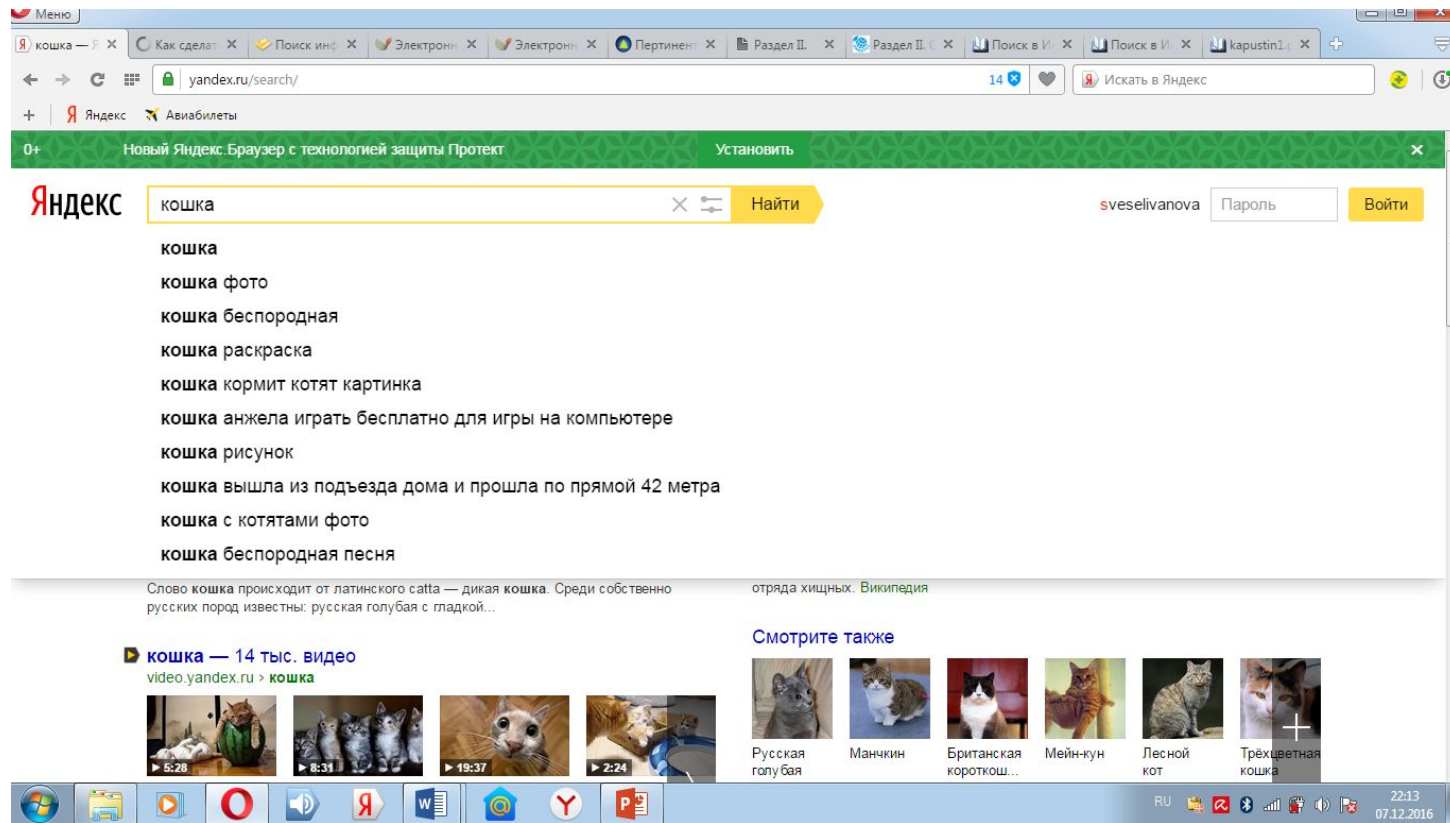 Меню
кошка — Я
Как сделат
Поиск инф
Электронн
Электронн
Пертинент
Раздел II.
Раздел II. С
Поиск в И
Поиск в И
kapustin1.p
yandex.ru/search/
14
Искать в Яндекс
Яндекс
Авиабилеты
0+
Новый Яндекс.Браузер с технологией защиты Протект
Установить
Яндекс
кошка
Найти
sveselivanova
Пароль
Войти
кошка
кошка фото
кошка беспородная
кошка раскраска
кошка кормит котят картинка
кошка анжела играть бесплатно для игры на компьютере
кошка рисунок
кошка вышла из подъезда дома и прошла по прямой 42 метра
кошка с котятами фото
кошка беспородная песня
Слово кошка происходит от латинского catta — дикая кошка. Среди собственно
русских пород известны: русская голубая с гладкой...
отряда хищных. Википедия
кошка — 14 тыс. видео
video.yandex.ru › кошка
5:28
8:31
19:37
2:24
Смотрите также
Русская
голубая
Манчкин
Британская
короткош...
Мейн-кун
Лесной
кот
Трёхцветная
кошка
RU
22:13
07.12.2016